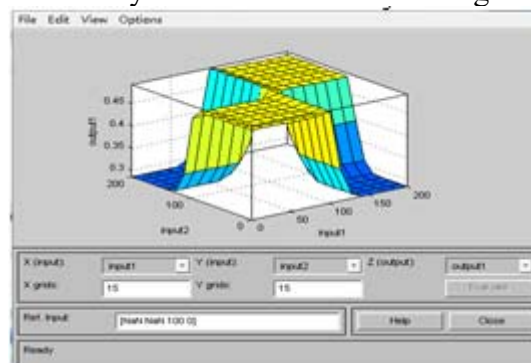 File Edit View Options
0.45
0.4
0.35
0.3
output1
200
100
0
input2
0
50
100
150
200
input1
X (input): input1 Y (input): input2 Z (output): output1
X grids: 15 Y grids: 15
Ref. Input: [NaN NaN 100 0] Help Close
Ready